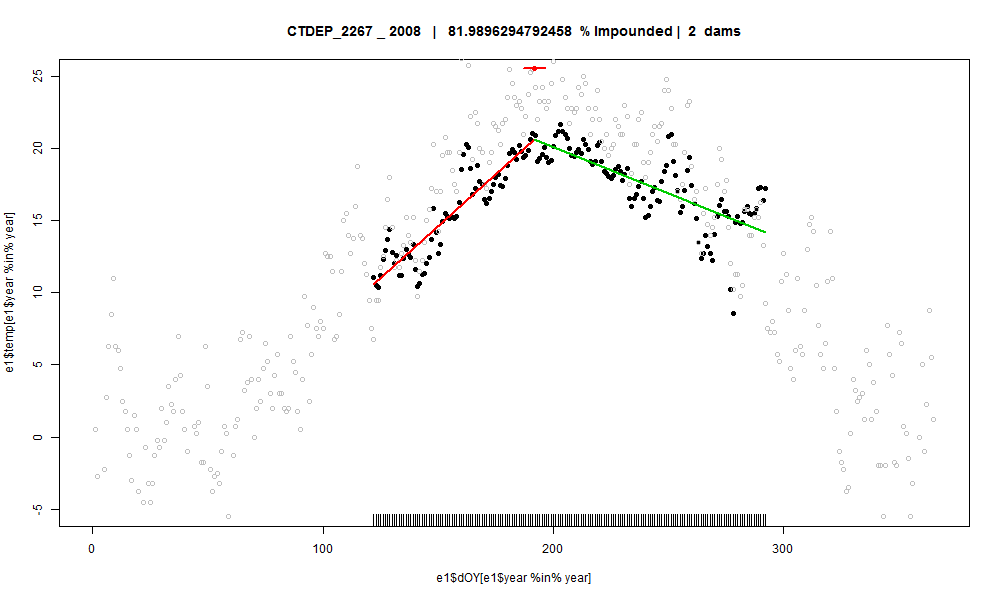 CTDEP_2267 _ 2008 | 81.9896294792458 % Impounded | 2 dams
25
20
15
10
5
0
-5
e1$temp[e1$year %in% year]
0 100 200 300
e1$dOY[e1$year %in% year]